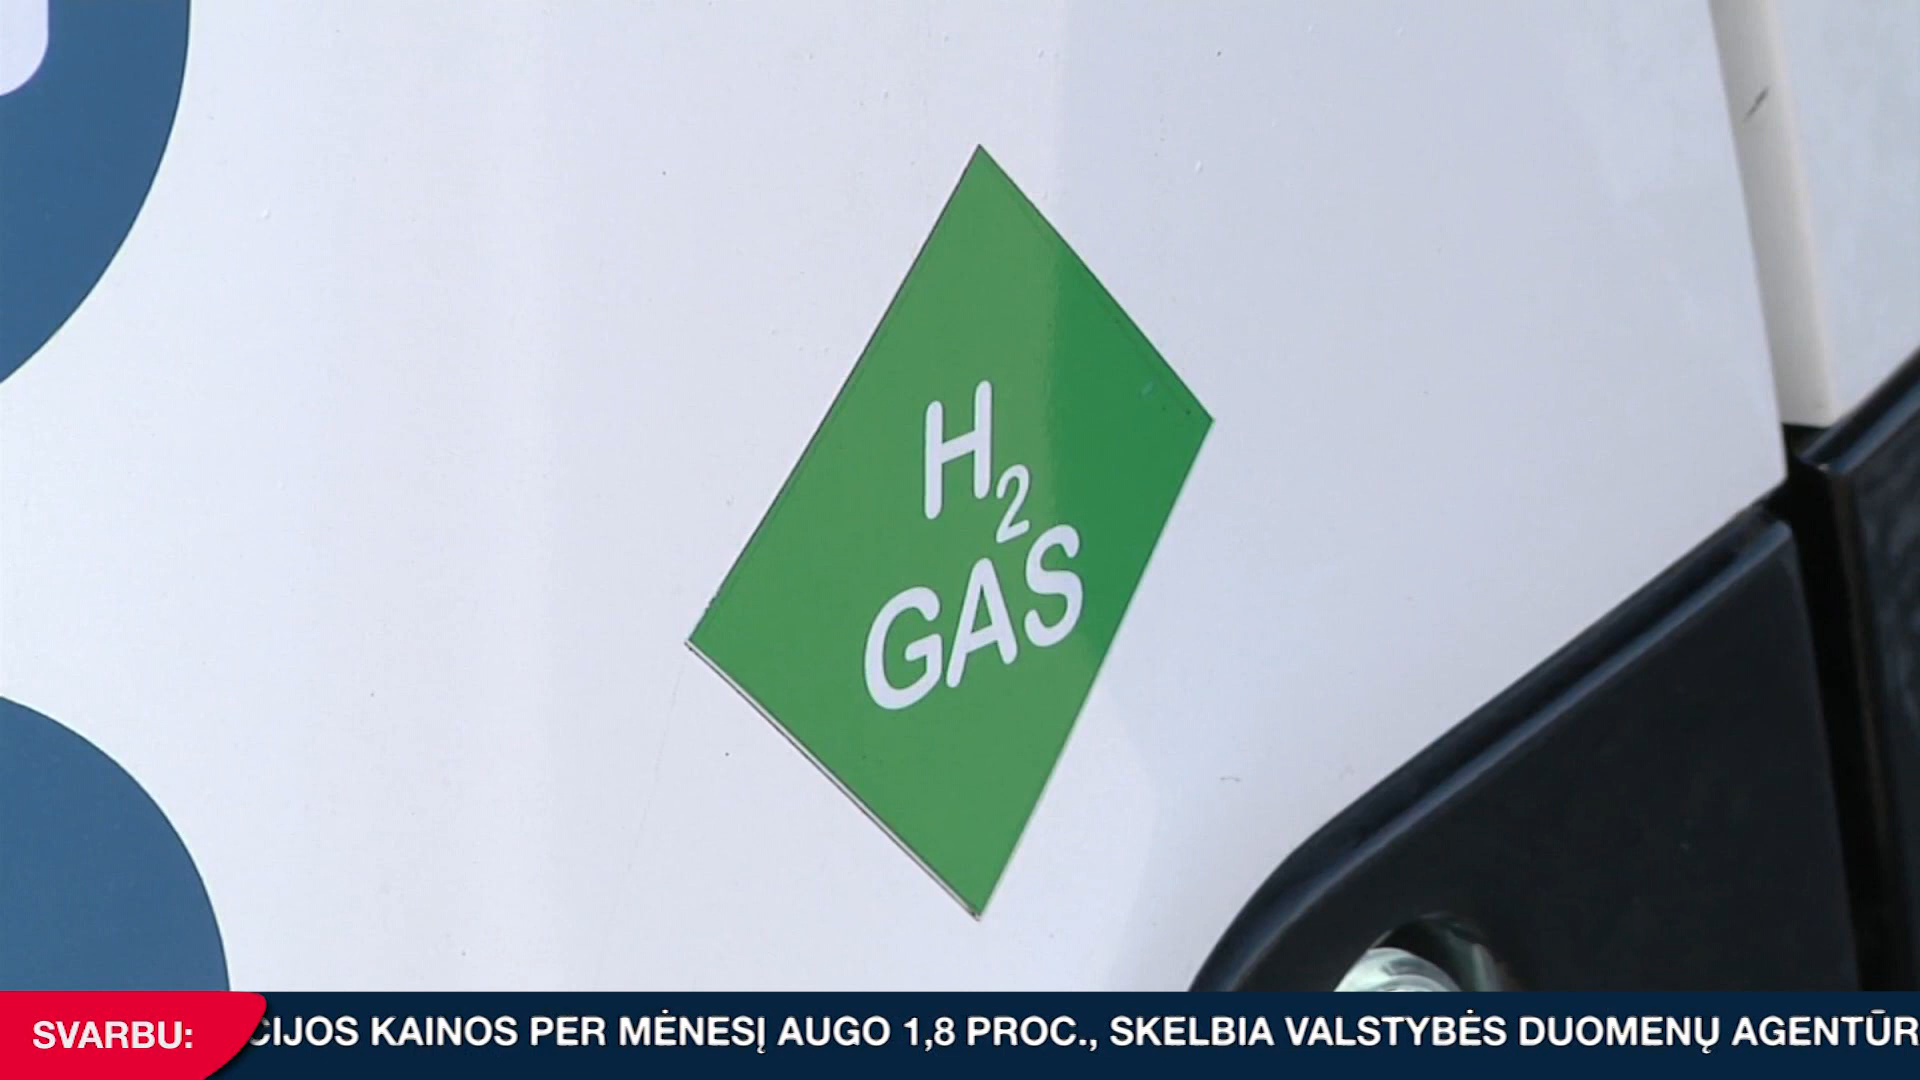 H₂
GAS
SVARBU: CIJOS KAINOS PER MĖNESĮ AUGO 1,8 PROC., SKELBIA VALSTYBĖS DUOMENŲ AGENTŪR